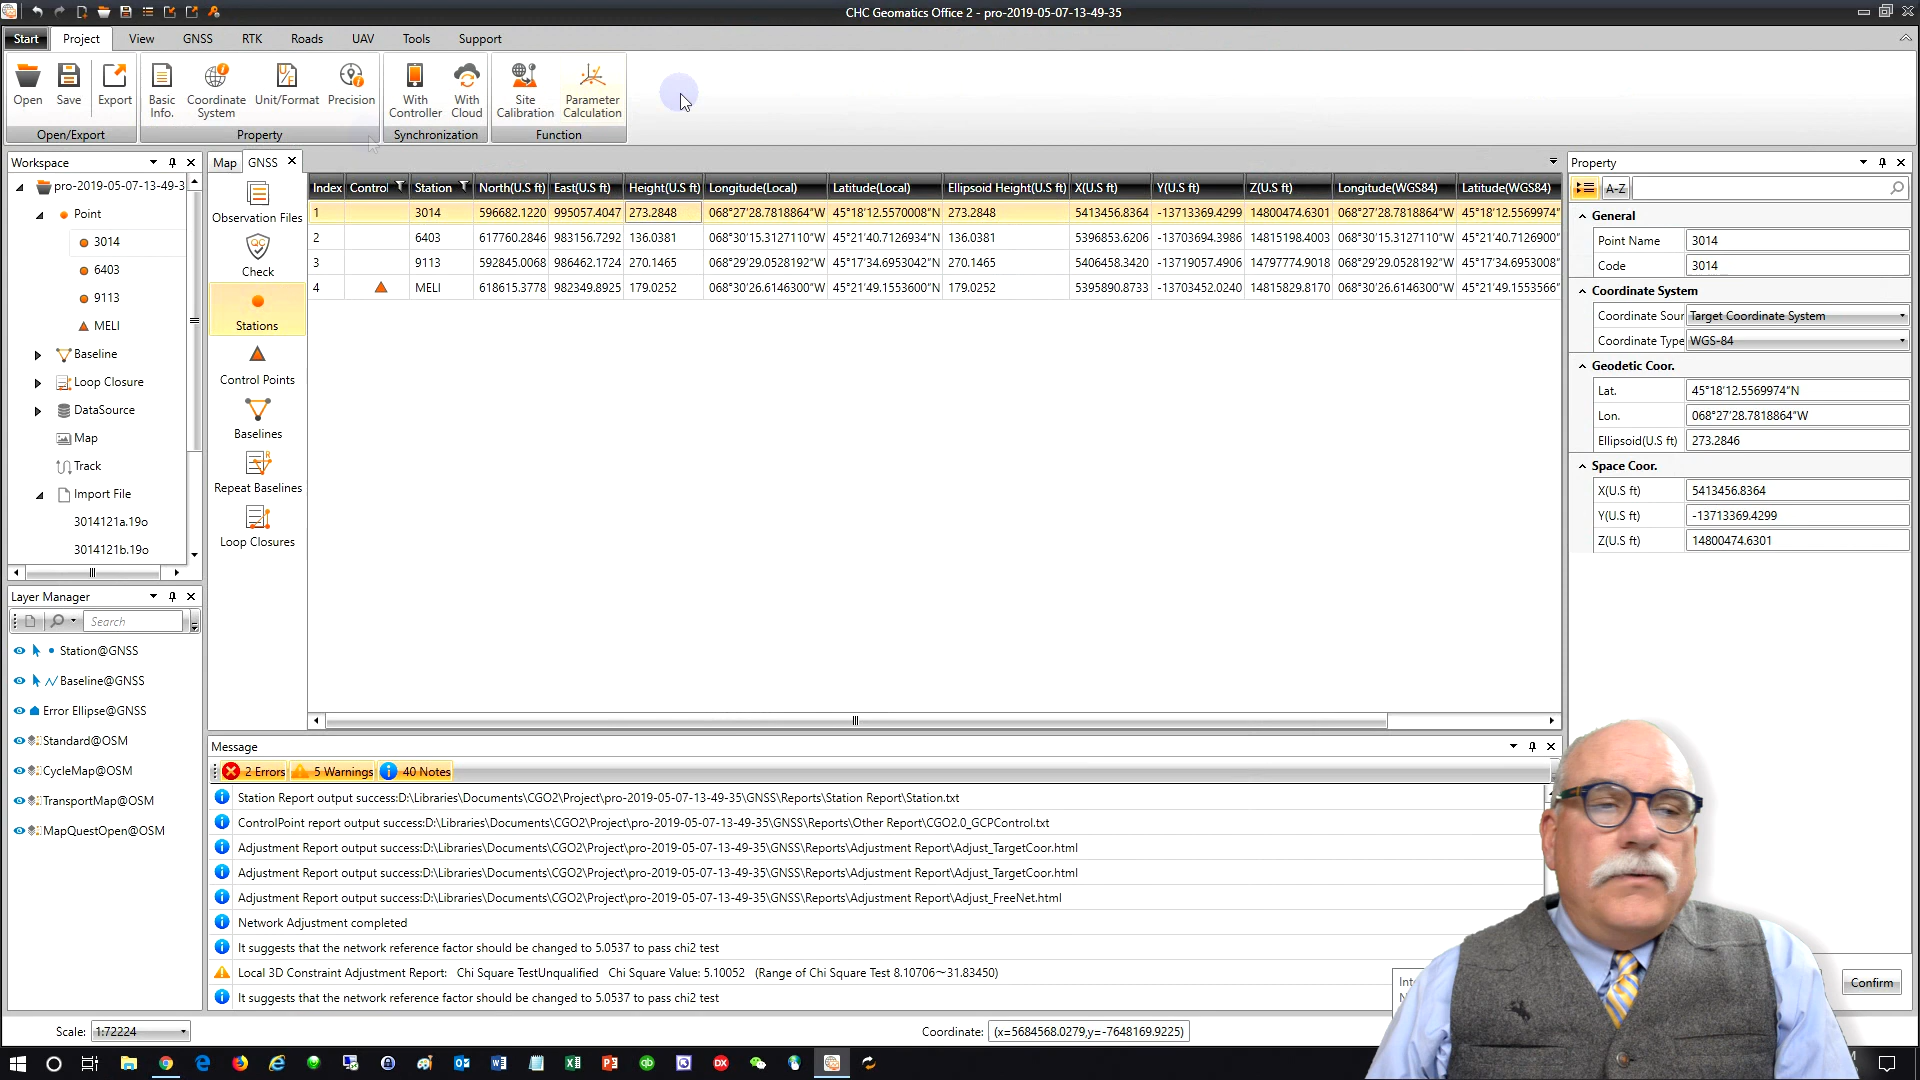 CHC Geomatics Office 2 - pro-2019-05-07-13-49-35
Start Project View GNSS RTK Roads UAV Tools Support
Open Save Export Basic Info. Coordinate System Unit/Format Precision With Controller With Cloud Site Calibration Parameter Calculation
Open/Export Property Synchronization Function
Workspace
pro-2019-05-07-13-49-3
Point
3014
6403
9113
MELI
Baseline
Loop Closure
DataSource
Map
Track
Import File
3014121a.19o
3014121b.19o
Layer Manager
Search
Station@GNSS
Baseline@GNSS
Error Ellipse@GNSS
Standard@OSM
CycleMap@OSM
TransportMap@OSM
MapQuestOpen@OSM
Map GNSS
Observation Files
QC
Check
Stations
Control Points
Baselines
R
Repeat Baselines
Loop Closures
Index Control Station North(U.S ft) East(U.S ft) Height(U.S ft) Longitude(Local) Latitude(Local) Ellipsoid Height(U.S ft) X(U.S ft) Y(U.S ft) Z(U.S ft) Longitude(WGS84) Latitude(WGS84)
1 3014 596682.1220 995057.4047 273.2848 068°27'28.7818864"W 45°18'12.5570008"N 273.2848 5413456.8364 -13713369.4299 14800474.6301 068°27'28.7818864"W 45°18'12.5569974"
2 6403 617760.2846 983156.7292 136.0381 068°30'15.3127110"W 45°21'40.7126934"N 136.0381 5396853.6206 -13703694.3986 14815198.4003 068°30'15.3127110"W 45°21'40.7126900"
3 9113 592845.0068 986462.1724 270.1465 068°29'29.0528192"W 45°17'34.6953042"N 270.1465 5406458.3420 -13719057.4906 14797774.9018 068°29'29.0528192"W 45°17'34.6953008"
4 MELI 618615.3778 982349.8925 179.0252 068°30'26.6146300"W 45°21'49.1553600"N 179.0252 5395890.8733 -13703452.0240 14815829.8170 068°30'26.6146300"W 45°21'49.1553566"
Message
2 Errors 5 Warnings 40 Notes
Station Report output success:D:\Libraries\Documents\CGO2\Project\pro-2019-05-07-13-49-35\GNSS\Reports\Station Report\Station.txt
ControlPoint report output success:D:\Libraries\Documents\CGO2\Project\pro-2019-05-07-13-49-35\GNSS\Reports\Other Report\CGO2.0_GCPControl.txt
Adjustment Report output success:D:\Libraries\Documents\CGO2\Project\pro-2019-05-07-13-49-35\GNSS\Reports\Adjustment Report\Adjust_TargetCoor.html
Adjustment Report output success:D:\Libraries\Documents\CGO2\Project\pro-2019-05-07-13-49-35\GNSS\Reports\Adjustment Report\Adjust_TargetCoor.html
Adjustment Report output success:D:\Libraries\Documents\CGO2\Project\pro-2019-05-07-13-49-35\GNSS\Reports\Adjustment Report\Adjust_FreeNet.html
Network Adjustment completed
It suggests that the network reference factor should be changed to 5.0537 to pass chi2 test
Local 3D Constraint Adjustment Report: Chi Square TestUnqualified Chi Square Value: 5.10052 (Range of Chi Square Test 8.10706~31.83450)
It suggests that the network reference factor should be changed to 5.0537 to pass chi2 test
Property
A-Z
General
Point Name 3014
Code 3014
Coordinate System
Coordinate Sour Target Coordinate System
Coordinate Type WGS-84
Geodetic Coor.
Lat. 45°18'12.5569974"N
Lon. 068°27'28.7818864"W
Ellipsoid(U.S ft) 273.2846
Space Coor.
X(U.S ft) 5413456.8364
Y(U.S ft) -13713369.4299
Z(U.S ft) 14800474.6301
Confirm
Scale: 1:72224
Coordinate: (x=5684568.0279,y=-7648169.9225)